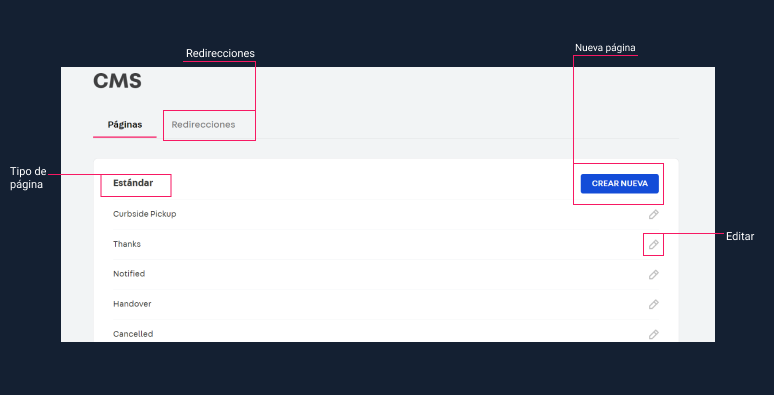 Redirecciones
Nueva página
CMS
Páginas
Redirecciones
Tipo de
página
Estándar
CREAR NUEVA
Curbside Pickup
Thanks
Editar
Notified
Handover
Cancelled